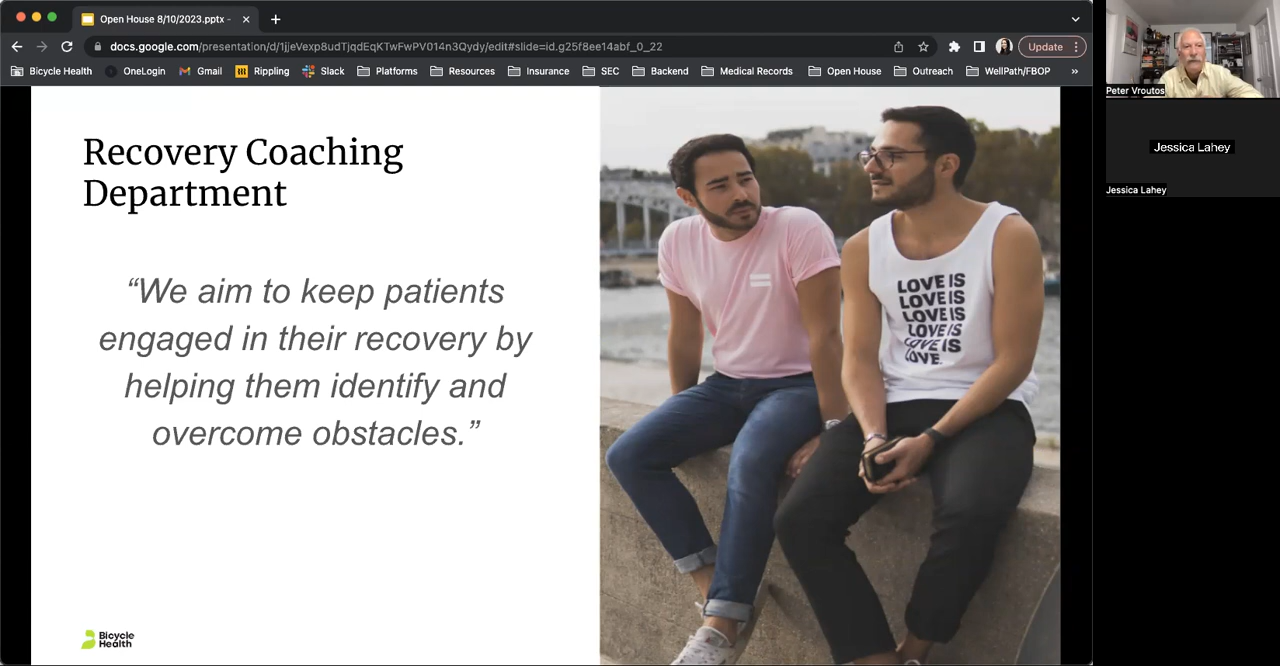 Open House 8/10/2023.pptx -
docs.google.com/presentation/d/1jjeVexp8udTjqdEqKTwFwPV014n3Qydy/edit#slide=id.g25f8ee14abf_0_22
Update
Bicycle Health
OneLogin
Gmail
Rippling
Slack
Platforms
Resources
Insurance
SEC
Backend
Medical Records
Open House
Outreach
WellPath/FBOP
»
Recovery Coaching
Department
“We aim to keep patients
engaged in their recovery by
helping them identify and
overcome obstacles.”
Bicycle
Health
LOVE IS
LOVE IS
LOVE IS
LOVE IS
LOVE IS
LOVE.
Peter Vroutos
Jessica Lahey
Jessica Lahey